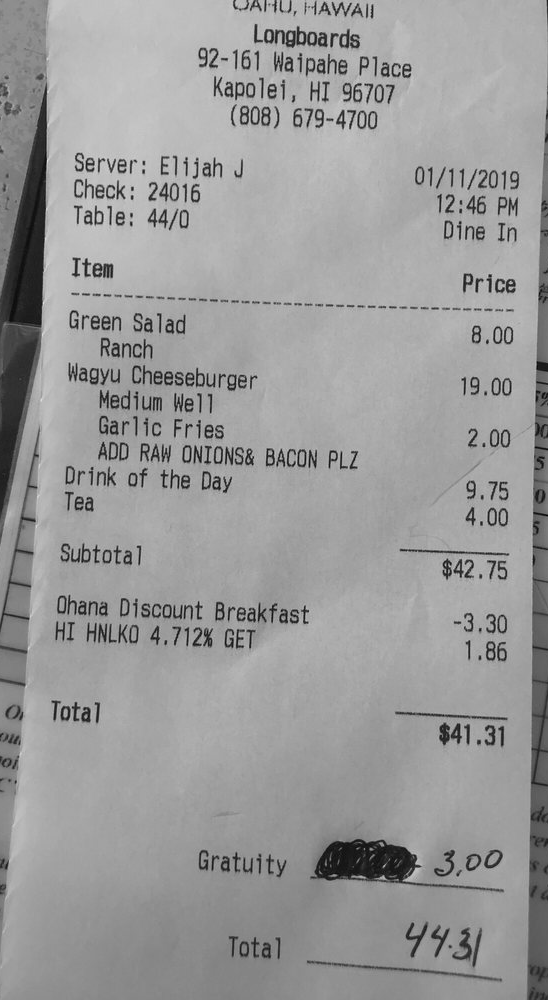 OAHU, HAWAII
Longboards
92-161 Waipahe Place
Kapolei, HI 96707
(808) 679-4700
Server: Elijah J 01/11/2019
Check: 24016 12:46 PM
Table: 44/0 Dine In
Item Price
Green Salad 8.00
Ranch
Wagyu Cheeseburger 19.00
Medium Well
Garlic Fries 2.00
ADD RAW ONIONS& BACON PLZ
Drink of the Day 9.75
Tea 4.00
Subtotal $42.75
Ohana Discount Breakfast -3.30
HI HNLKO 4.712% GET 1.86
Total $41.31
Gratuity 3.00
Total 44.31